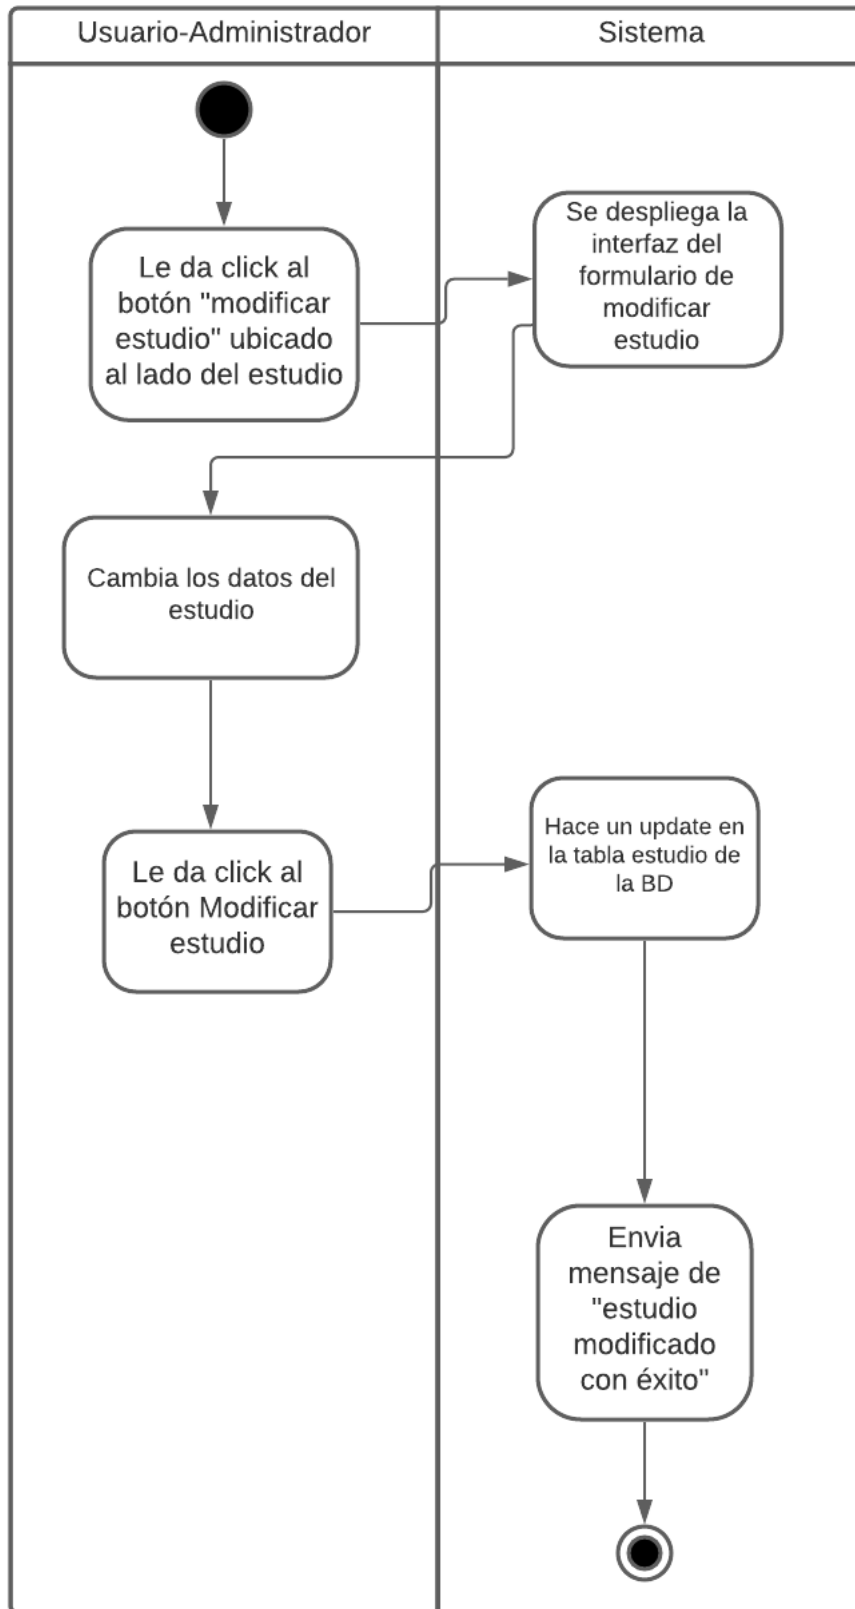 Usuario-Administrador
Sistema
Le da click al
botón "modificar
estudio" ubicado
al lado del estudio
Se despliega la
interfaz del
formulario de
modificar
estudio
Cambia los datos del
estudio
Le da click al
botón Modificar
estudio
Hace un update en
la tabla estudio de
la BD
Envia
mensaje de
"estudio
modificado
con éxito"